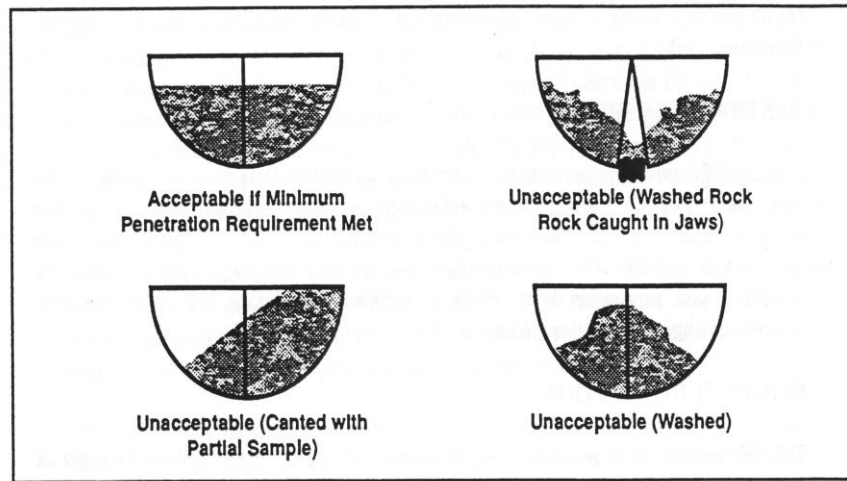 Acceptable if Minimum
Penetration Requirement Met
Unacceptable (Washed Rock
Rock Caught in Jaws)
Unacceptable (Canted with
Partial Sample)
Unacceptable (Washed)